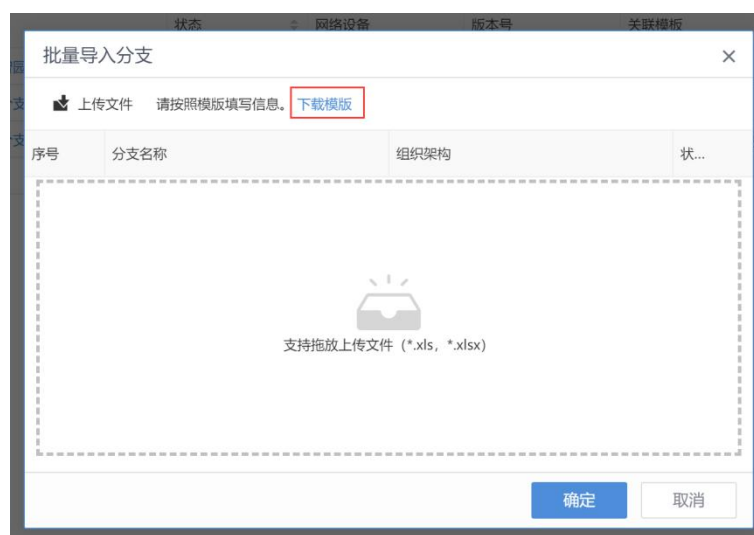 状态 网络设备 版本号 关联模板
批量导入分支
上传文件 请按照模版填写信息。 下载模版
序号 分支名称 组织架构 状...
支持拖放上传文件（*.xls，*.xlsx）
确定 取消